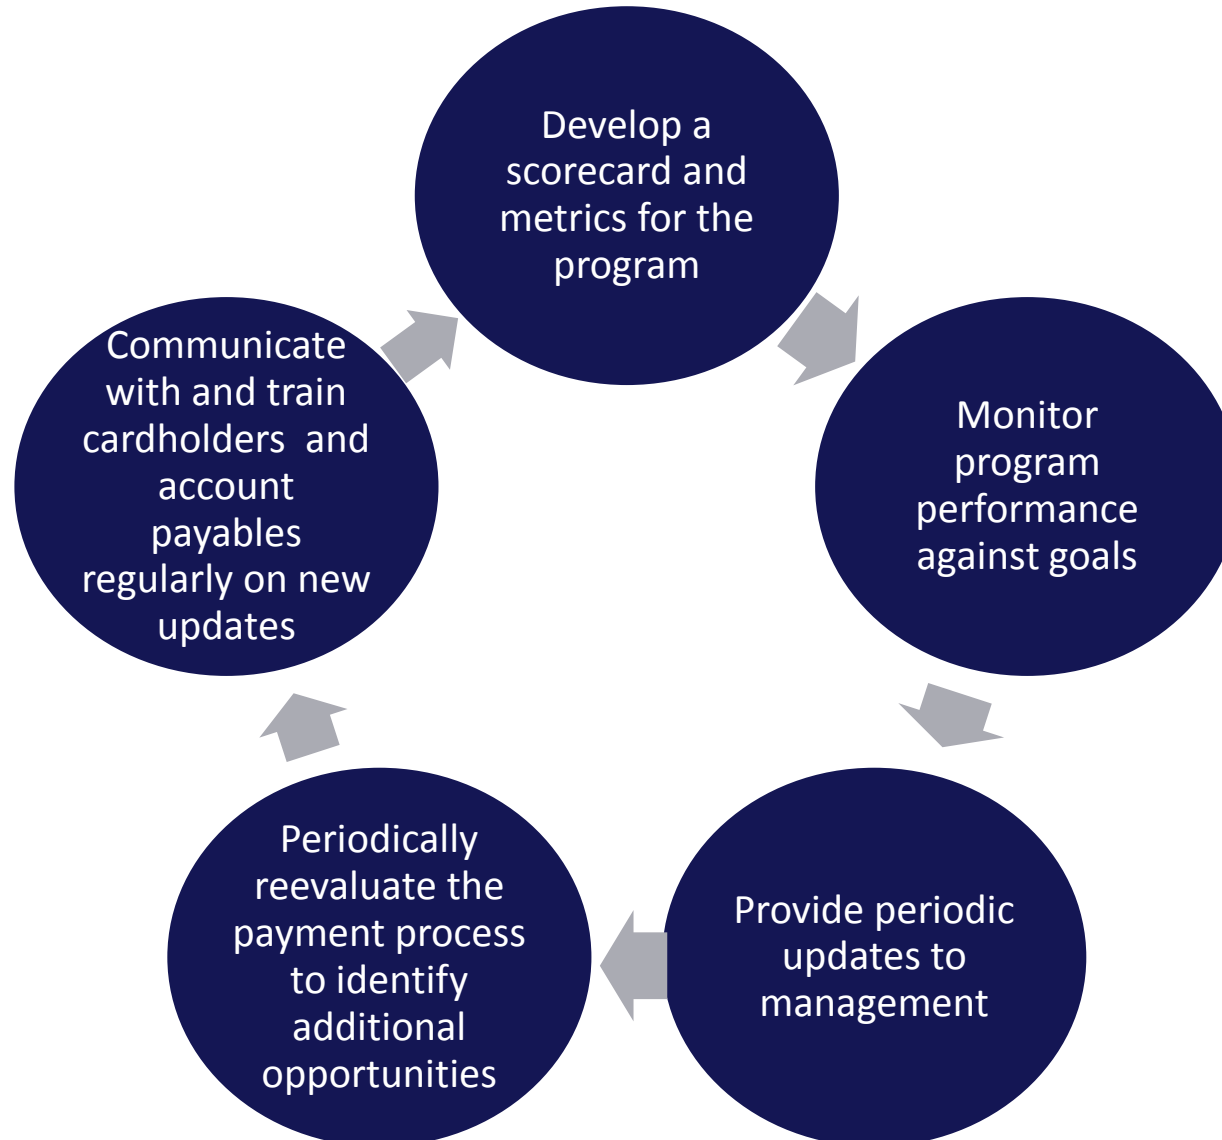 Develop a
scorecard and
metrics for the
program
Monitor
program
performance
against goals
Provide periodic
updates to
management
Periodically
reevaluate the
payment process
to identify
additional
opportunities
Communicate
with and train
cardholders  and
account
payables
regularly on new
updates